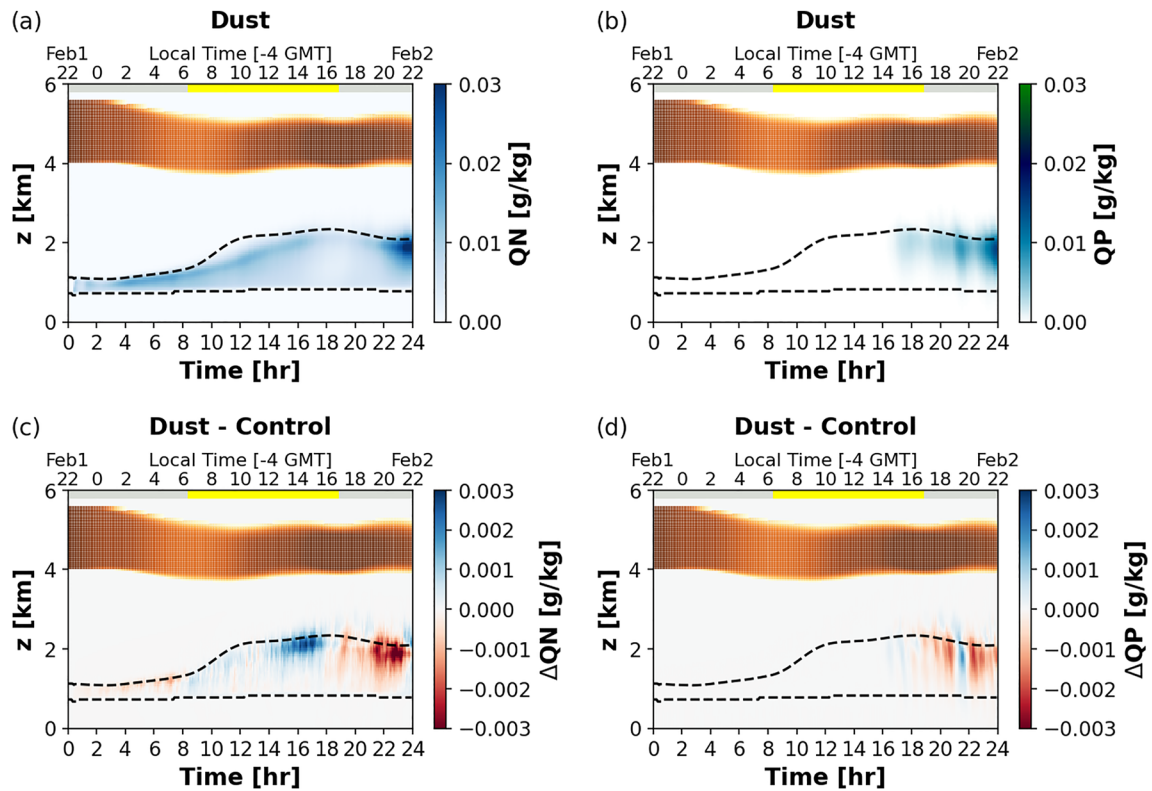 (a)
Dust
Feb1 Local Time [-4 GMT] Feb2
22 0 2 4 6 8 10 12 14 16 18 20 22
6
4
2
0
z [km]
0 2 4 6 8 10 12 14 16 18 20 22 24
Time [hr]
0.03
0.02
0.01
0.00
QN [g/kg]
(b)
Dust
Feb1 Local Time [-4 GMT] Feb2
22 0 2 4 6 8 10 12 14 16 18 20 22
6
4
2
0
z [km]
0 2 4 6 8 10 12 14 16 18 20 22 24
Time [hr]
0.03
0.02
0.01
0.00
QP [g/kg]
(c)
Dust - Control
Feb1 Local Time [-4 GMT] Feb2
22 0 2 4 6 8 10 12 14 16 18 20 22
6
4
2
0
z [km]
0 2 4 6 8 10 12 14 16 18 20 22 24
Time [hr]
0.003
0.002
0.001
0.000
−0.001
−0.002
−0.003
ΔQN [g/kg]
(d)
Dust - Control
Feb1 Local Time [-4 GMT] Feb2
22 0 2 4 6 8 10 12 14 16 18 20 22
6
4
2
0
z [km]
0 2 4 6 8 10 12 14 16 18 20 22 24
Time [hr]
0.003
0.002
0.001
0.000
−0.001
−0.002
−0.003
ΔQP [g/kg]